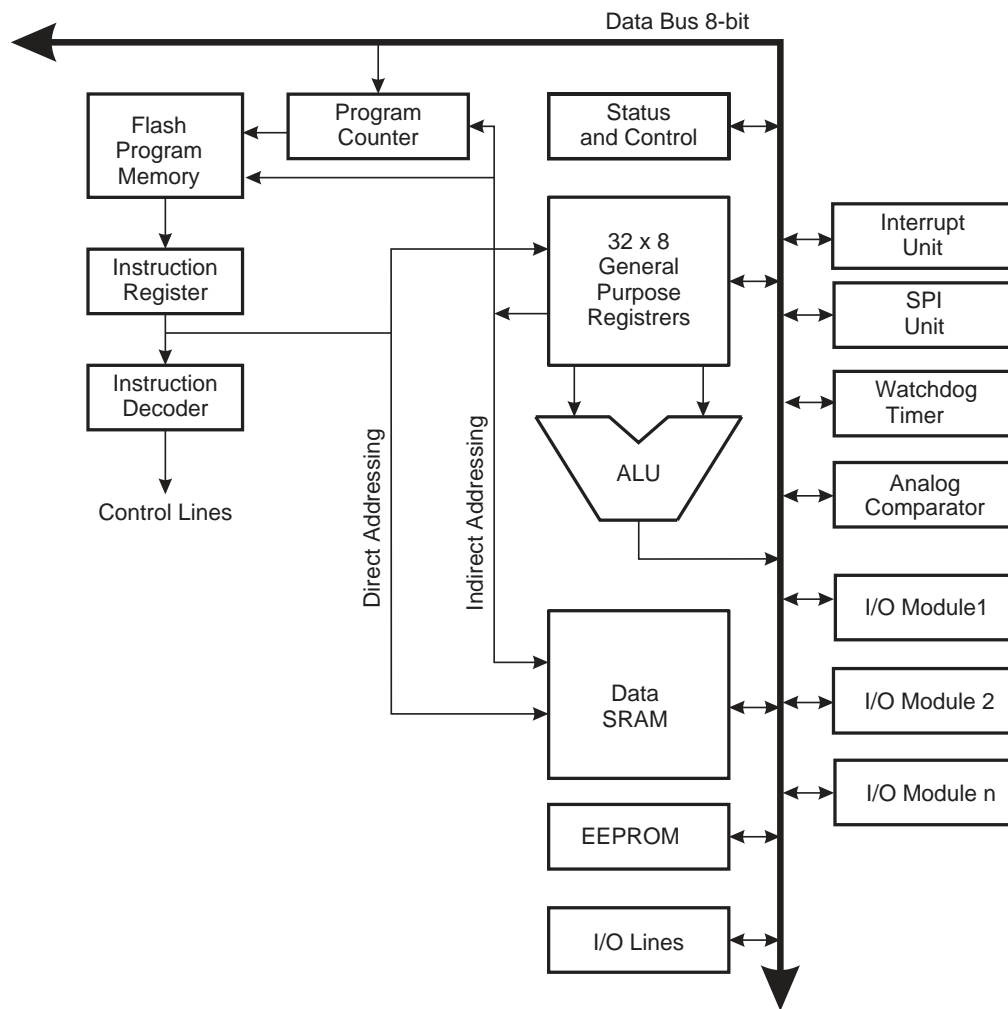 Data Bus 8-bit
Flash
Program
Memory
Program
Counter
Status
and Control
32 x 8
General
Purpose
Registrers
Interrupt
Unit
Instruction
Register
SPI
Unit
Instruction
Decoder
Watchdog
Timer
Control Lines
Direct Addressing
Indirect Addressing
ALU
Analog
Comparator
I/O Module1
Data
SRAM
I/O Module 2
I/O Module n
EEPROM
I/O Lines